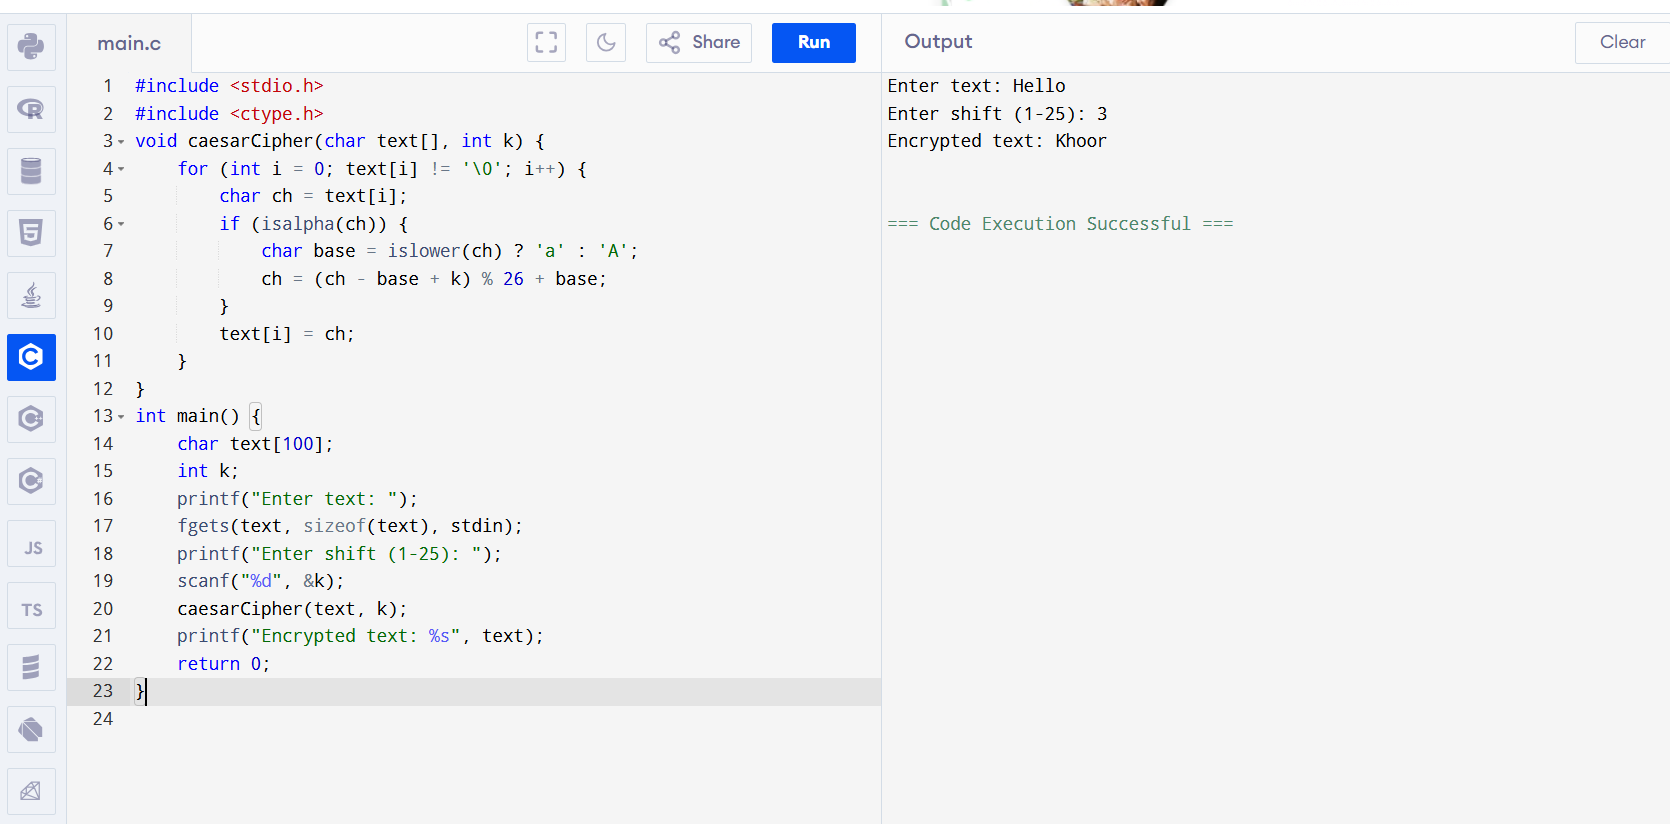 main.c
Share
Run
Output
Clear
1 #include <stdio.h>
2 #include <ctype.h>
3 void caesarCipher(char text[], int k) {
4     for (int i = 0; text[i] != '\0'; i++) {
5         char ch = text[i];
6         if (isalpha(ch)) {
7             char base = islower(ch) ? 'a' : 'A';
8             ch = (ch - base + k) % 26 + base;
9         }
10         text[i] = ch;
11     }
12 }
13 int main() {
14     char text[100];
15     int k;
16     printf("Enter text: ");
17     fgets(text, sizeof(text), stdin);
18     printf("Enter shift (1-25): ");
19     scanf("%d", &k);
20     caesarCipher(text, k);
21     printf("Encrypted text: %s", text);
22     return 0;
23 }
24
Enter text: Hello
Enter shift (1-25): 3
Encrypted text: Khoor
=== Code Execution Successful ===
R
5
C
C
C
JS
TS